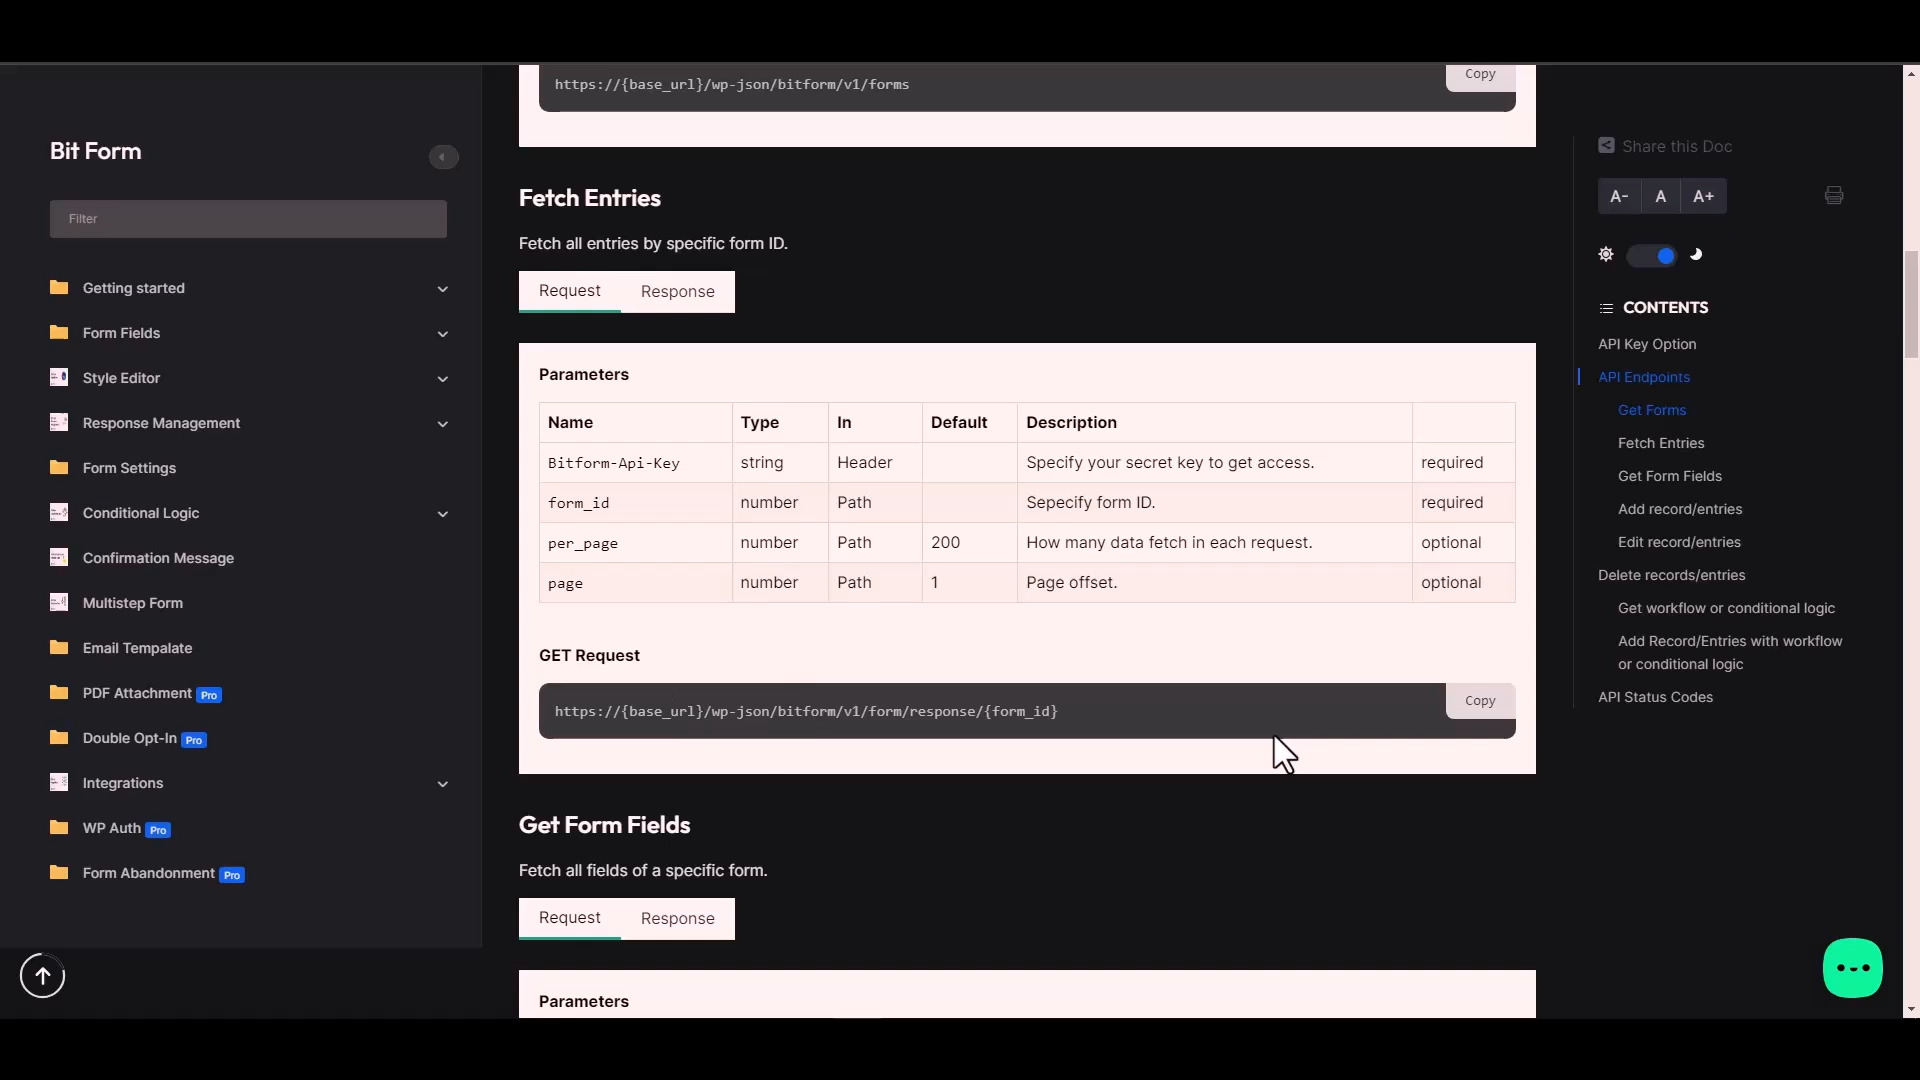 https://{base_url}/wp-json/bitform/v1/forms
Copy
Bit Form
Filter
Getting started
Form Fields
Style Editor
Response Management
Form Settings
Conditional Logic
Confirmation Message
Multistep Form
Email Tempalate
PDF Attachment Pro
Double Opt-In Pro
Integrations
WP Auth Pro
Form Abandonment Pro
Fetch Entries
Fetch all entries by specific form ID.
Request Response
Parameters
Name Type In Default Description
Bitform-Api-Key string Header Specify your secret key to get access. required
form_id number Path Sepecify form ID. required
per_page number Path 200 How many data fetch in each request. optional
page number Path 1 Page offset. optional
GET Request
https://{base_url}/wp-json/bitform/v1/form/response/{form_id}
Copy
Get Form Fields
Fetch all fields of a specific form.
Request Response
Parameters
Share this Doc
A- A A+
CONTENTS
API Key Option
API Endpoints
Get Forms
Fetch Entries
Get Form Fields
Add record/entries
Edit record/entries
Delete records/entries
Get workflow or conditional logic
Add Record/Entries with workflow
or conditional logic
API Status Codes